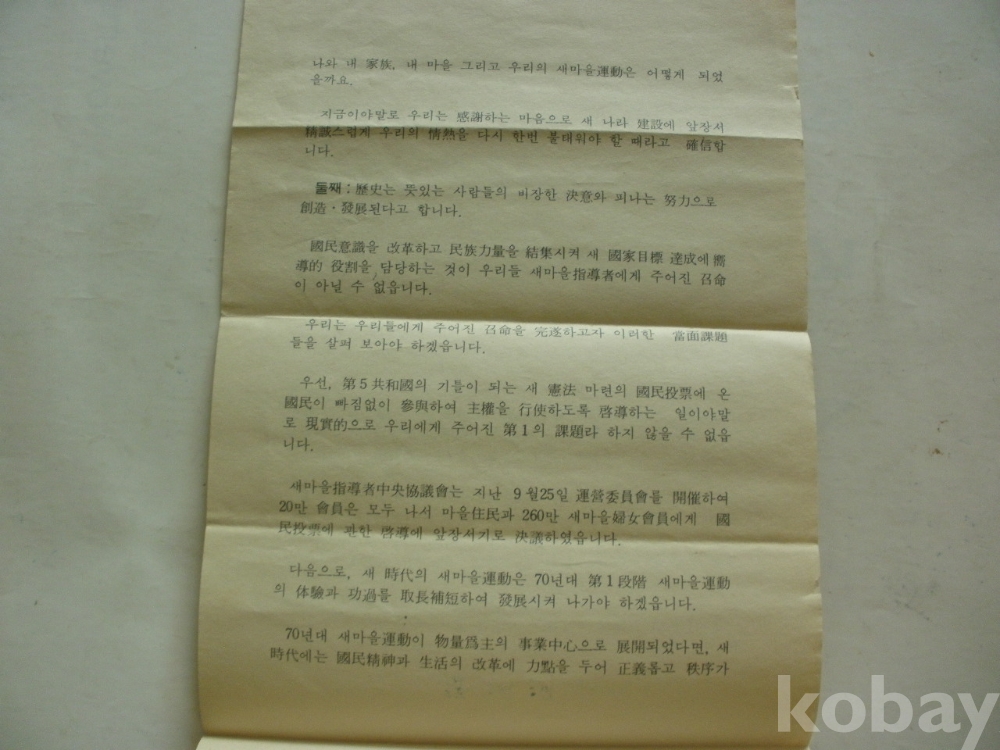 나와 내 家族, 내 마을 그리고 우리의 새마을運動은 어떻게 되었
을까요.
지금이야말로 우리는 感謝하는 마음으로 새 나라 建設에 앞장서
精誠스럽게 우리의 情熱을 다시 한번 불태워야 할 때라고 確信합
니다.
둘째 : 歷史는 뜻있는 사람들의 비장한 決意와 피나는 努力으로
創造·發展된다고 합니다.
國民意識을 改革하고 民族力量을 結集시켜 새 國家目標 達成에 嚮
導的 役割을 담당하는 것이 우리들 새마을指導者에게 주어진 召命
이 아닐 수 없읍니다.
우리는 우리들에게 주어진 召命을 完遂하고자 이러한 當面課題
들을 살펴 보아야 하겠읍니다.
우선, 第5共和國의 기틀이 되는 새 憲法 마련의 國民投票에 온
國民이 빠짐없이 參與하여 主權을 行使하도록 啓導하는 일이야말
로 現實的으로 우리에게 주어진 第1의 課題라 하지 않을 수 없읍
니다.
새마을指導者中央協議會는 지난 9월25일 運營委員會를 開催하여
20만 會員은 모두 나서 마을住民과 260만 새마을婦女會員에게 國
民投票에 관한 啓導에 앞장서기로 決議하였읍니다.
다음으로, 새 時代의 새마을運動은 70년대 第1段階 새마을運動
의 体驗과 功過를 取長補短하여 發展시켜 나가야 하겠읍니다.
70년대 새마을運動이 物量爲主의 事業中心으로 展開되었다면, 새
時代에는 國民精神과 生活의 改革에 力點을 두어 正義롭고 秩序가
kobay